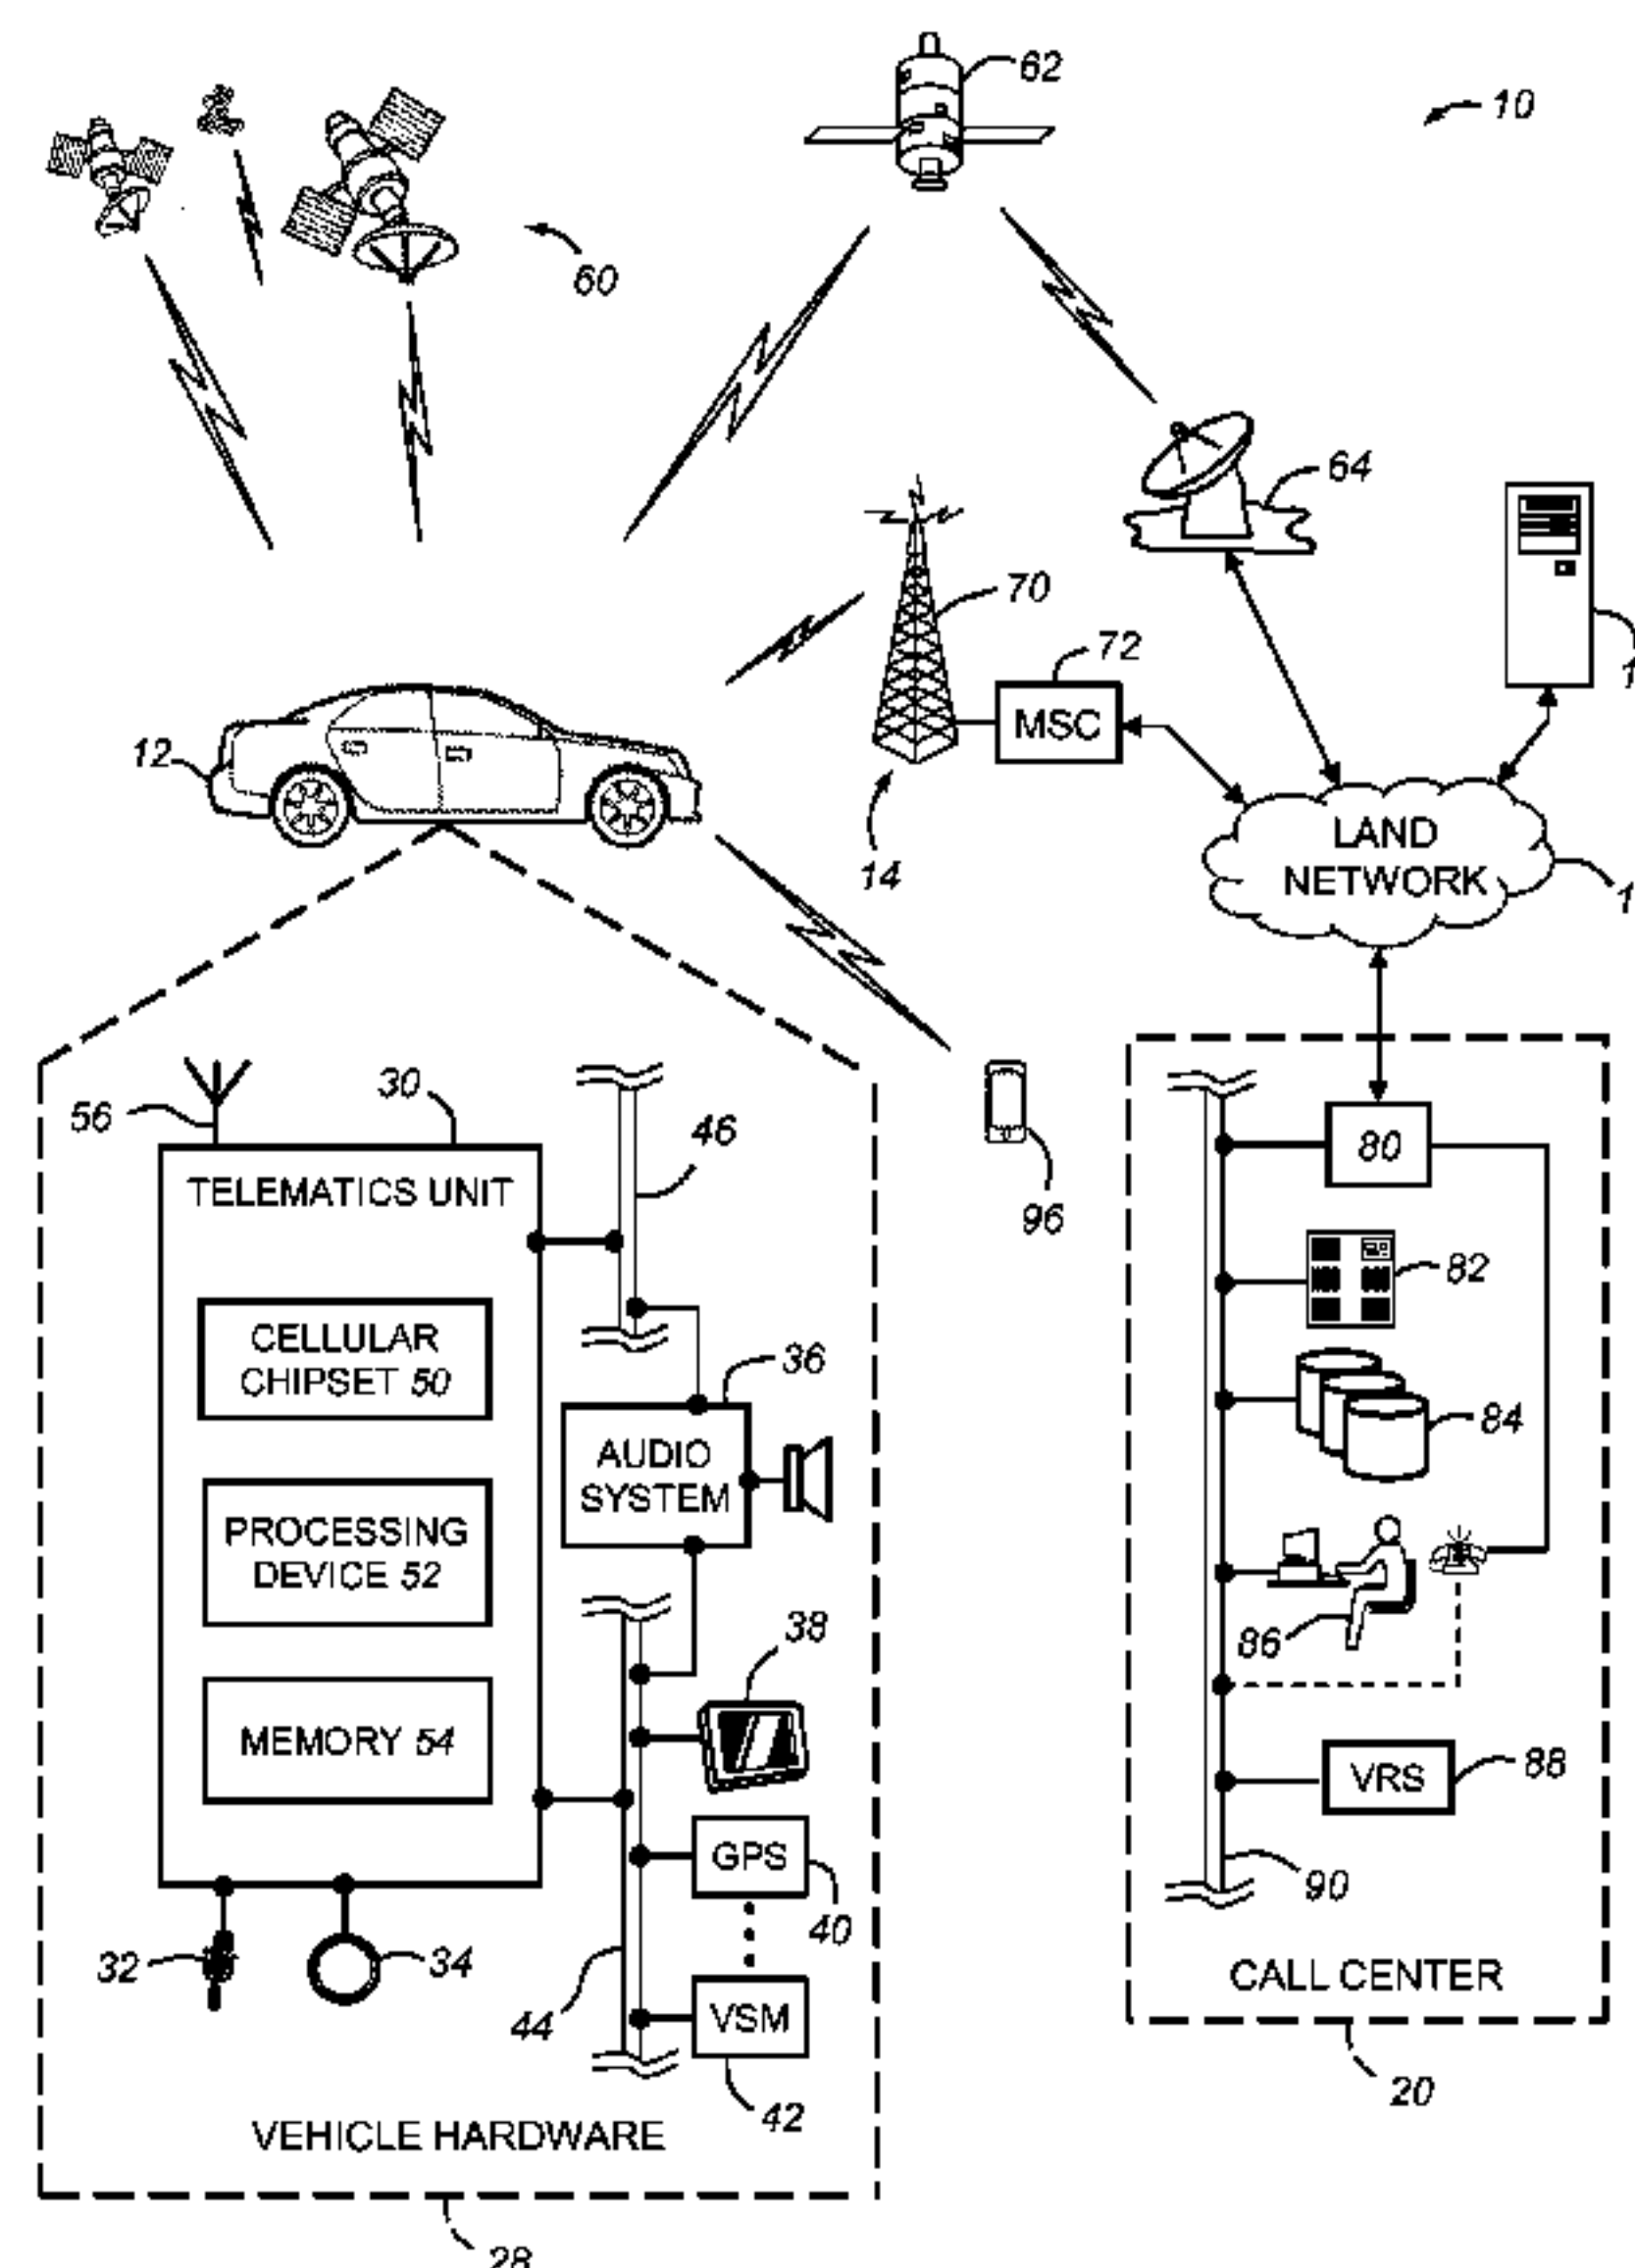 62
10
60
64
70
72
MSC
12
14
LAND
NETWORK
56
30
46
96
TELEMATICS UNIT
CELLULAR
CHIPSET 50
PROCESSING
DEVICE 52
MEMORY 54
36
AUDIO
SYSTEM
38
GPS
40
32
34
44
VSM
42
VEHICLE HARDWARE
28
80
82
84
86
VRS
88
90
CALL CENTER
20